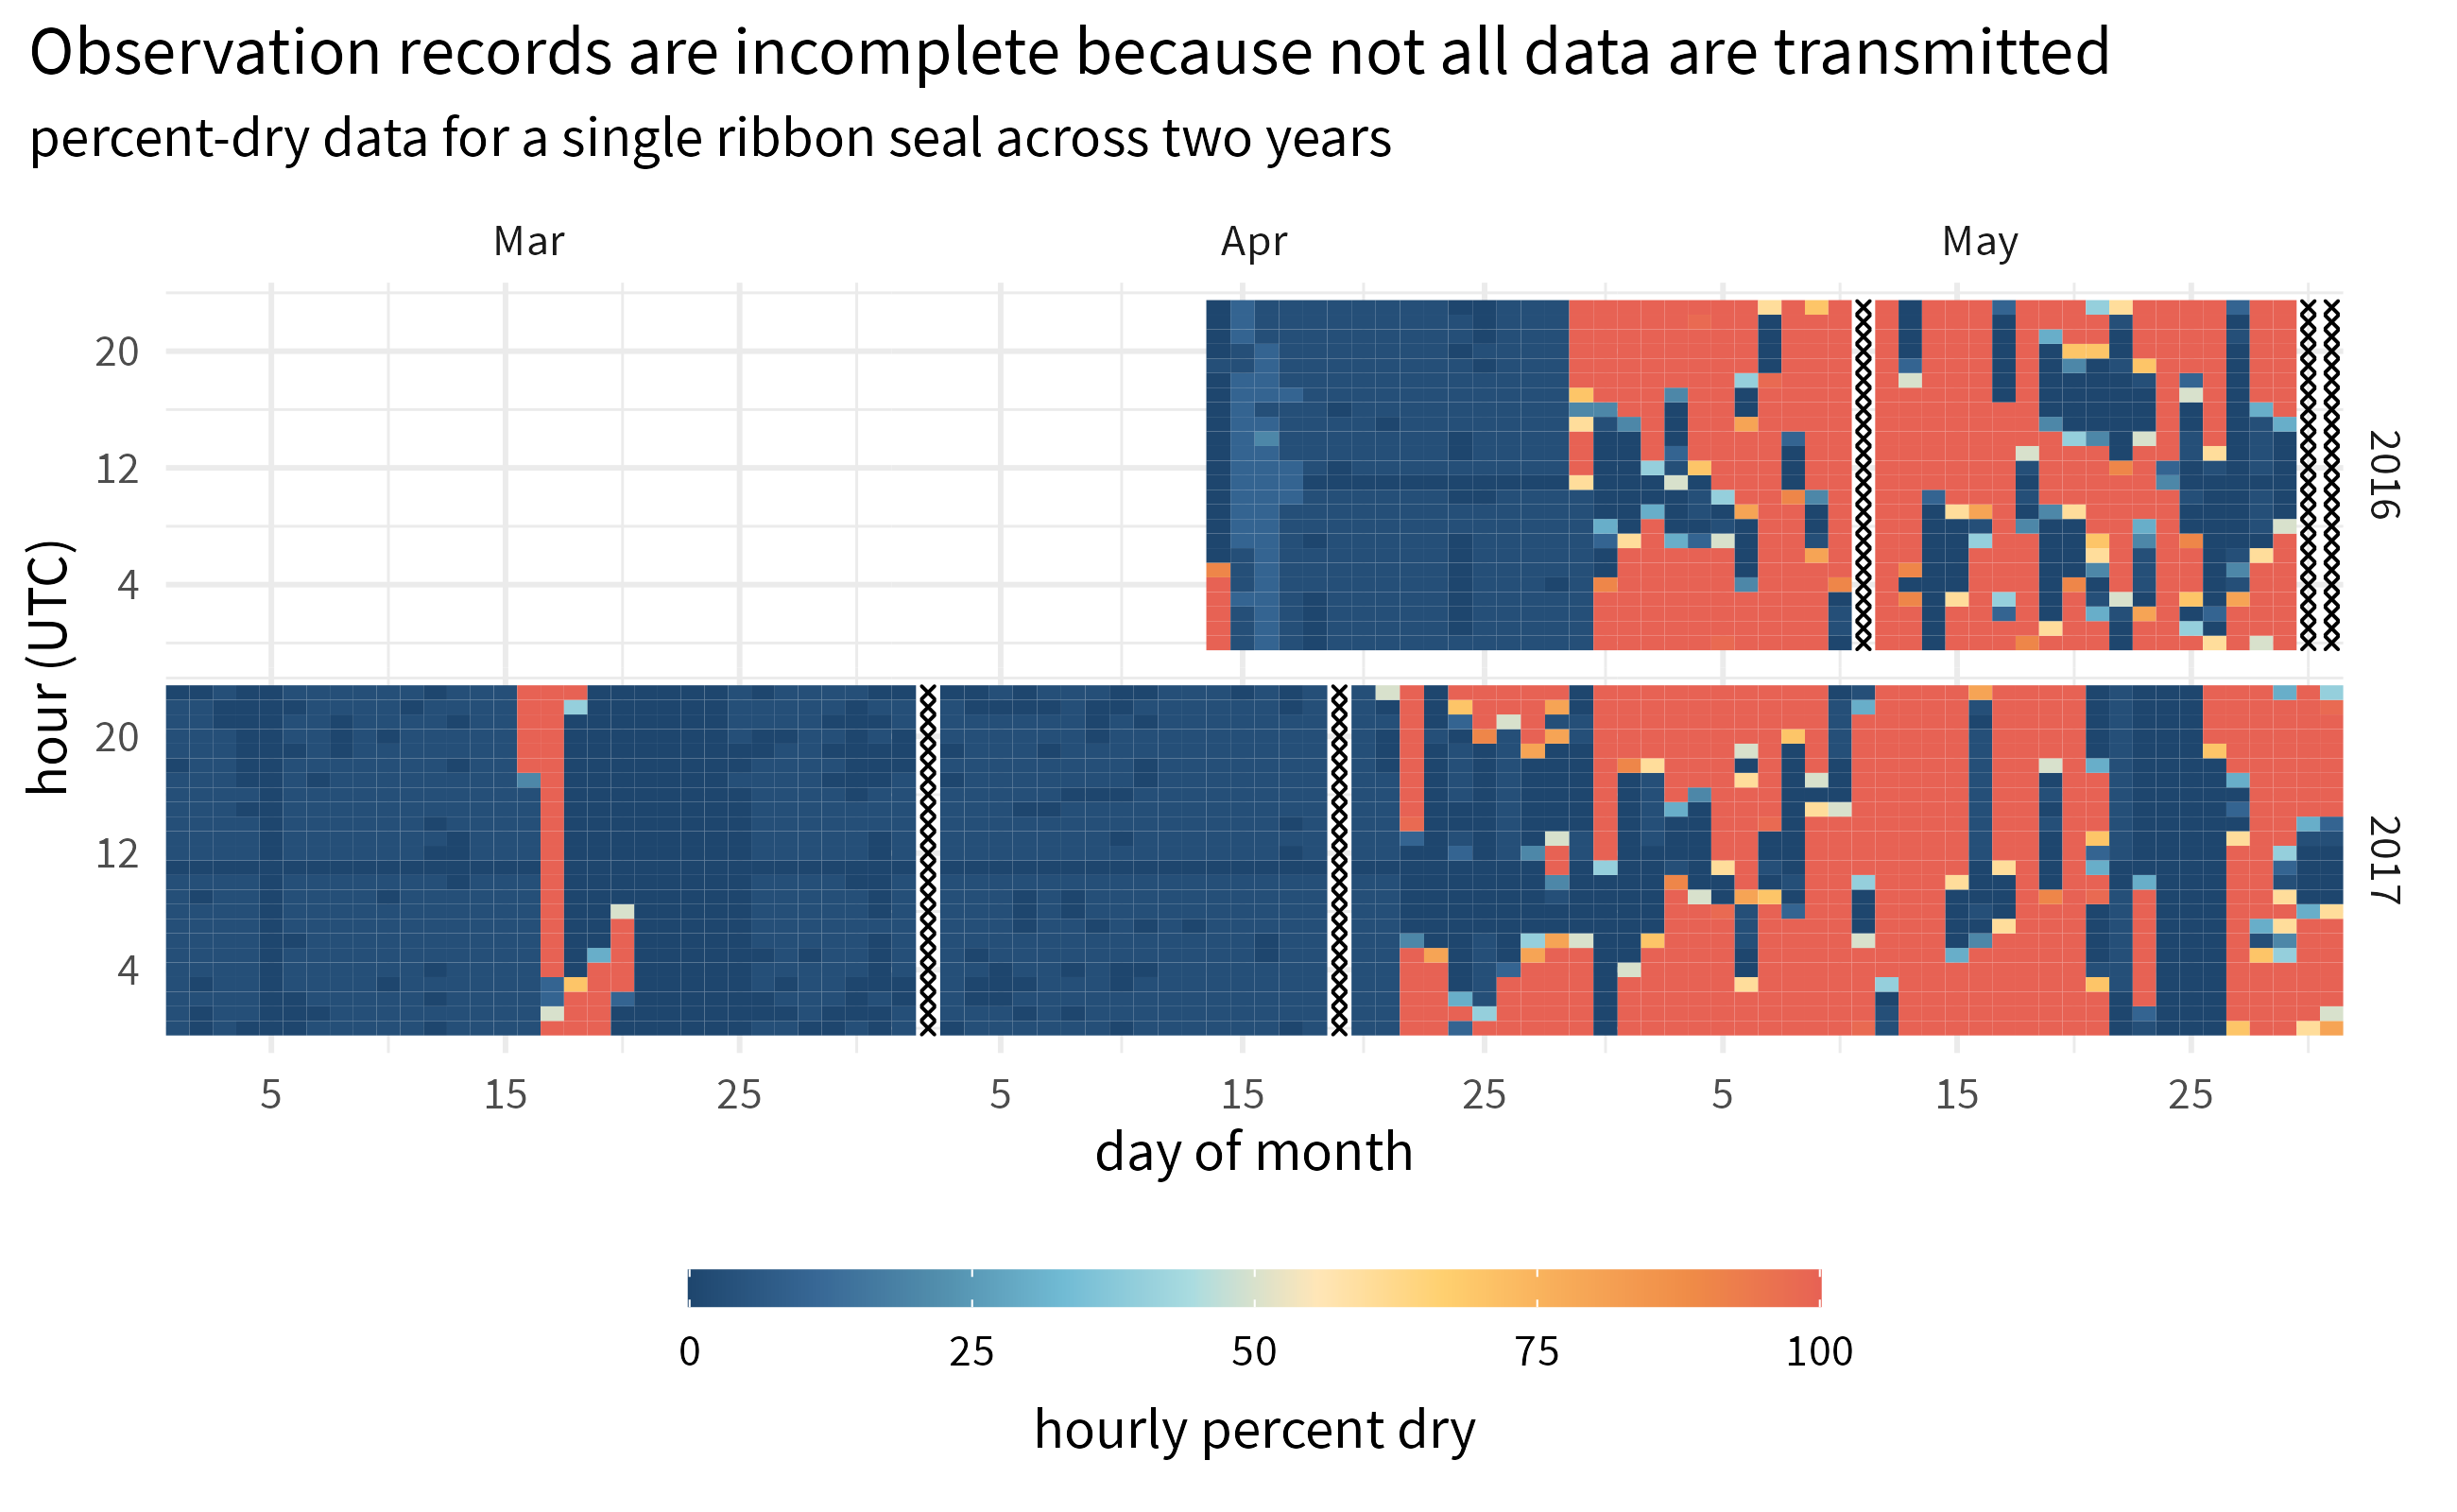 Observation records are incomplete because not all data are transmitted
percent-dry data for a single ribbon seal across two years
Mar Apr May
20
12
4
2016
hour (UTC)
20
12
4
2017
5 15 25 5 15 25 5 15 25
day of month
0 25 50 75 100
hourly percent dry